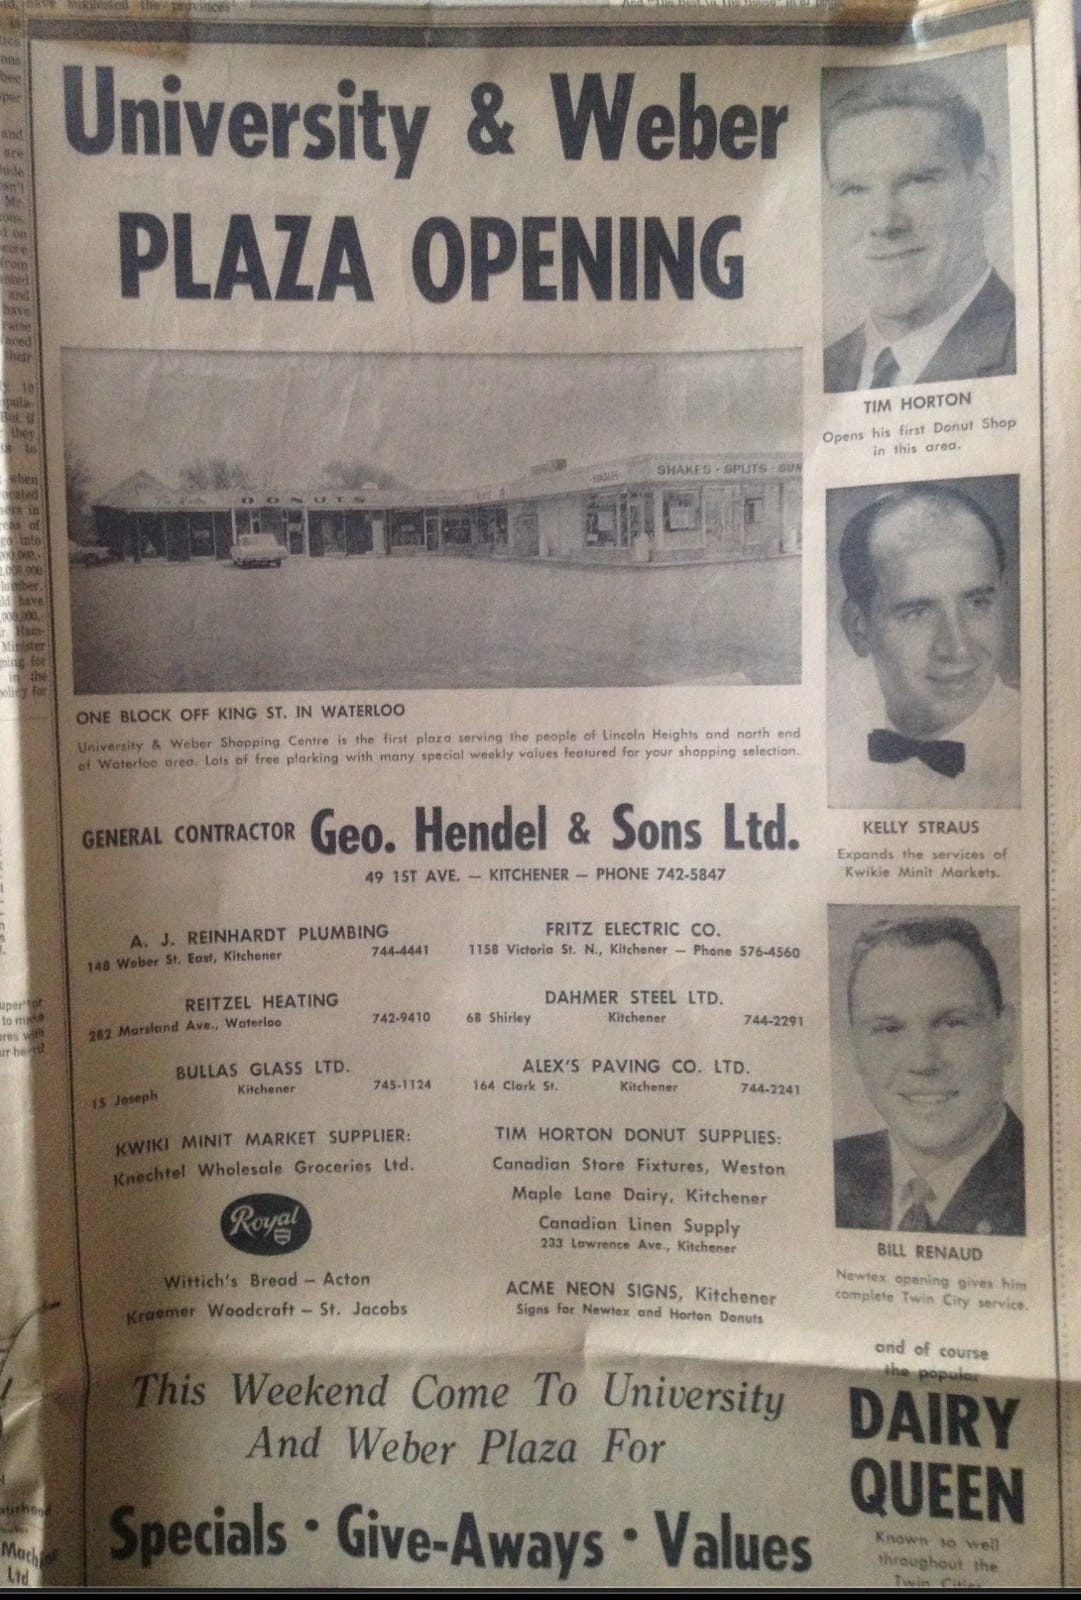 have suggested the provinces'
University & Weber
PLAZA OPENING
DONUTS
SHAKES · SPLITS · SUN
ONE BLOCK OFF KING ST. IN WATERLOO
University & Weber Shopping Centre is the first plaza serving the people of Lincoln Heights and north end
of Waterloo area. Lots of free plarking with many special weekly values featured for your shopping selection.
GENERAL CONTRACTOR Geo. Hendel & Sons Ltd.
49 1ST AVE. — KITCHENER — PHONE 742-5847
A. J. REINHARDT PLUMBING
148 Weber St. East, Kitchener 744-4441
REITZEL HEATING
282 Marsland Ave., Waterloo 742-9410
BULLAS GLASS LTD.
15 Joseph Kitchener 745-1124
KWIKI MINIT MARKET SUPPLIER:
Knechtel Wholesale Groceries Ltd.
Royal
Wittich's Bread — Acton
Kraemer Woodcraft — St. Jacobs
FRITZ ELECTRIC CO.
1158 Victoria St. N., Kitchener — Phone 576-4560
DAHMER STEEL LTD.
68 Shirley Kitchener 744-2291
ALEX'S PAVING CO. LTD.
164 Clark St. Kitchener 744-2241
TIM HORTON DONUT SUPPLIES:
Canadian Store Fixtures, Weston
Maple Lane Dairy, Kitchener
Canadian Linen Supply
233 Lawrence Ave., Kitchener
ACME NEON SIGNS, Kitchener
Signs for Newtex and Horton Donuts
This Weekend Come To University
And Weber Plaza For
Specials · Give-Aways · Values
TIM HORTON
Opens his first Donut Shop
in this area.
KELLY STRAUS
Expands the services of
Kwikie Minit Markets.
BILL RENAUD
Newtex opening gives him
complete Twin City service.
and of course
the popular
DAIRY
QUEEN
Known so well
throughout the
Twin Cities